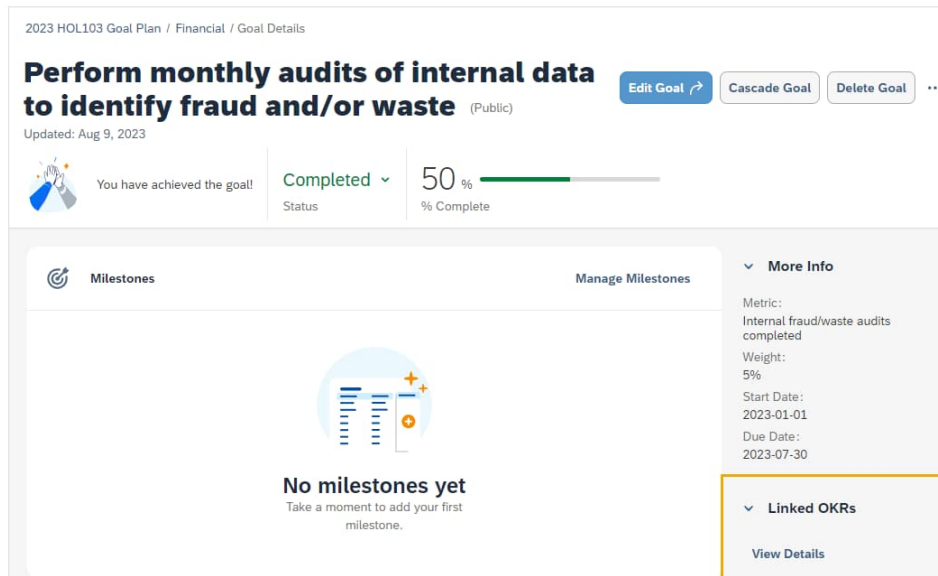 2023 HOL103 Goal Plan / Financial / Goal Details
Perform monthly audits of internal data
to identify fraud and/or waste (Public)
Edit Goal
Cascade Goal
Delete Goal
Updated: Aug 9, 2023
You have achieved the goal!
Completed
Status
50 %
% Complete
Milestones
Manage Milestones
No milestones yet
Take a moment to add your first
milestone.
More Info
Metric:
Internal fraud/waste audits
completed
Weight:
5%
Start Date:
2023-01-01
Due Date:
2023-07-30
Linked OKRs
View Details